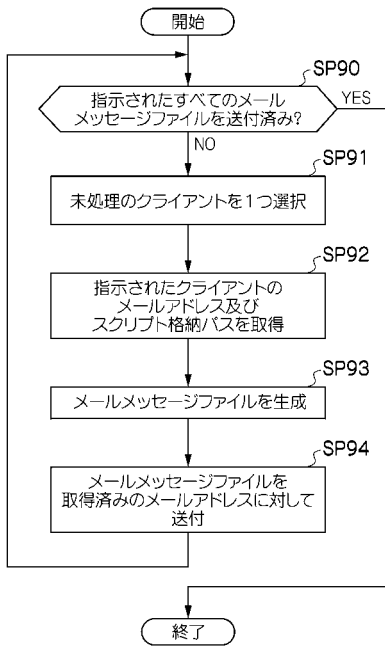 開始
SP90
指示されたすべてのメール
メッセージファイルを送付済み?
YES
NO
SP91
未処理のクライアントを1つ選択
SP92
指示されたクライアントの
メールアドレス及び
スクリプト格納パスを取得
SP93
メールメッセージファイルを生成
SP94
メールメッセージファイルを
取得済みのメールアドレスに対して
送付
終了